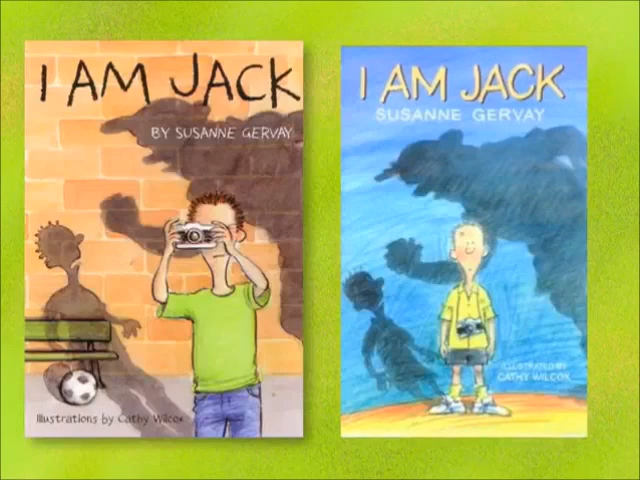 I AM JACK
BY SUSANNE GERVAY
Illustrations by Cathy Wilcox
I AM JACK
SUSANNE GERVAY
ILLUSTRATED BY
CATHY WILCOX